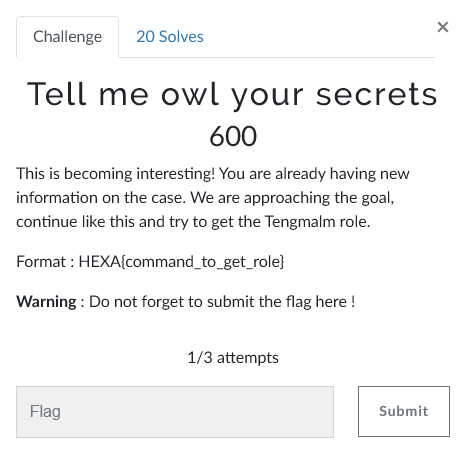 Challenge
20 Solves
×
Tell me owl your secrets
600
This is becoming interesting! You are already having new
information on the case. We are approaching the goal,
continue like this and try to get the Tengmalm role.
Format : HEXA{command_to_get_role}
Warning : Do not forget to submit the flag here !
1/3 attempts
Flag
Submit